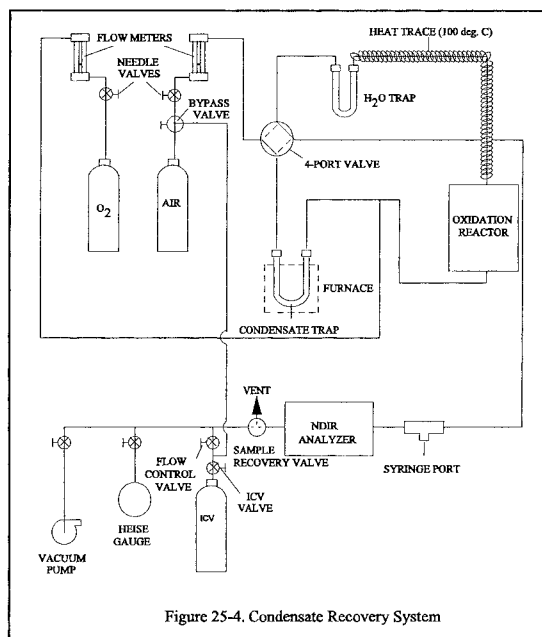 HEAT TRACE (100 deg. C)
FLOW METERS
NEEDLE
VALVES
BYPASS
VALVE
H2O TRAP
4-PORT VALVE
O2
AIR
OXIDATION
REACTOR
FURNACE
CONDENSATE TRAP
VENT
NDIR
ANALYZER
SAMPLE
RECOVERY VALVE
SYRINGE PORT
FLOW
CONTROL
VALVE
ICV
VALVE
ICV
HEISE
GAUGE
VACUUM
PUMP
Figure 25-4. Condensate Recovery System